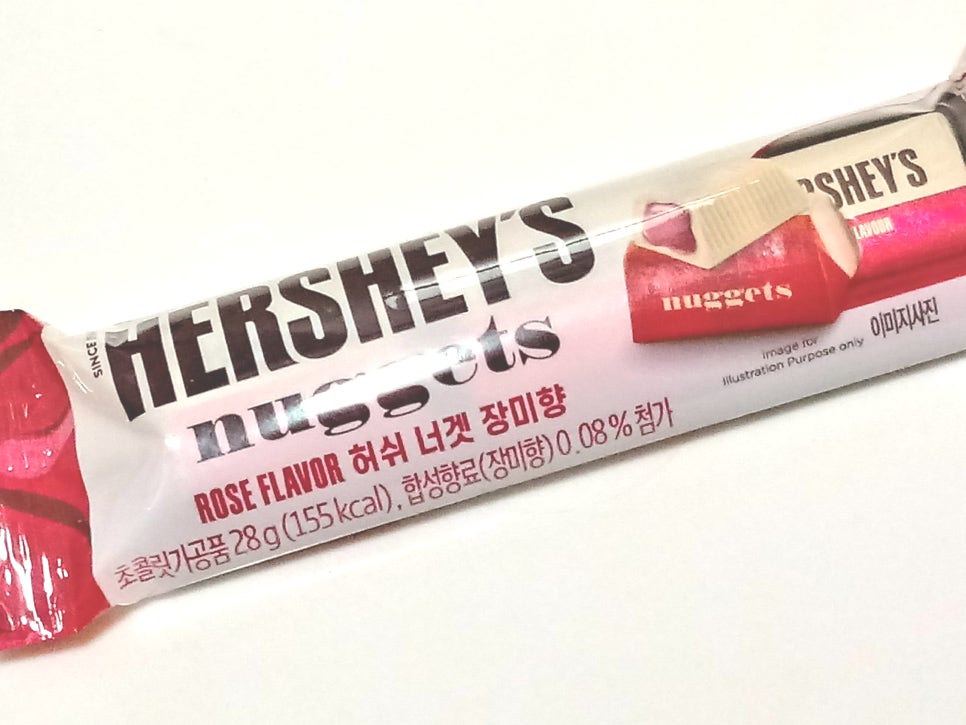 SINCE
HERSHEY'S
nuggets
ROSE FLAVOR 허쉬 너겟 장미향
초콜릿가공품 28g (155 kcal), 합성향료(장미향) 0.08% 첨가
nuggets
RSHEY'S
FLAVOUR
Image for
Illustration Purpose only
이미지사진